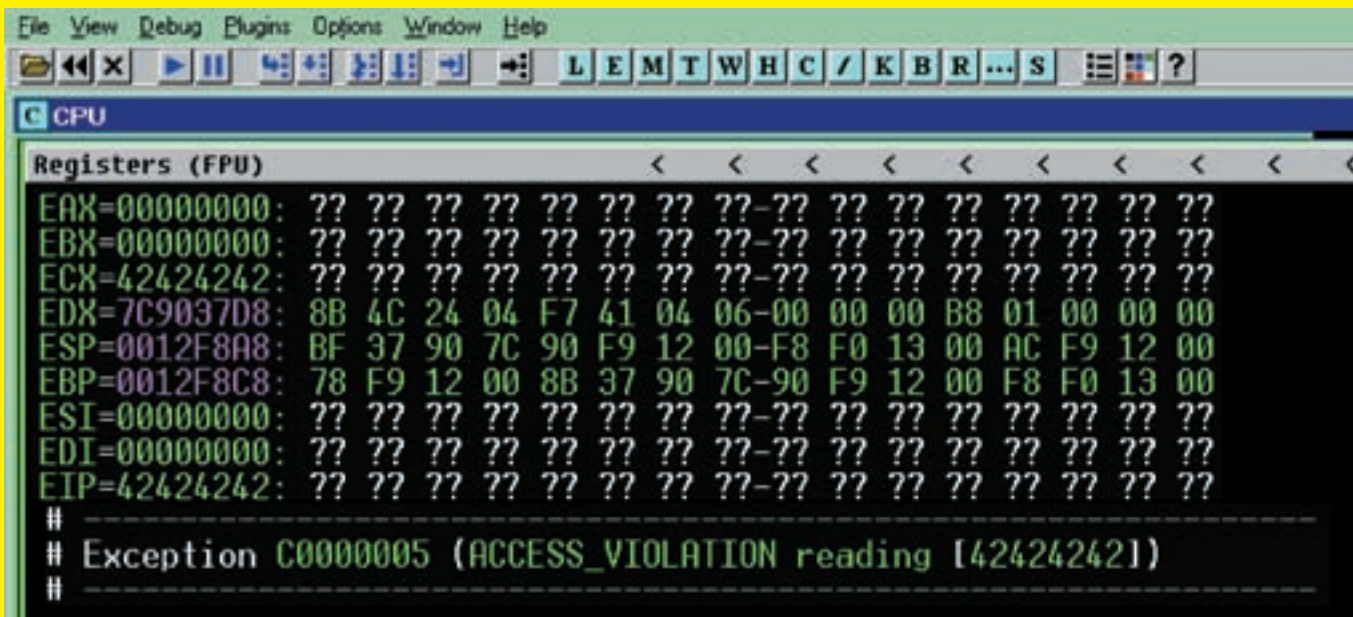 File View Debug Plugins Options Window Help
L E M T W H C / K B R ... S ?
C CPU
Registers (FPU) < < < < < < < < < <
EAX=00000000: ?? ?? ?? ?? ?? ?? ?? ??-?? ?? ?? ?? ?? ?? ?? ??
EBX=00000000: ?? ?? ?? ?? ?? ?? ?? ??-?? ?? ?? ?? ?? ?? ?? ??
ECX=42424242: ?? ?? ?? ?? ?? ?? ?? ??-?? ?? ?? ?? ?? ?? ?? ??
EDX=7C9037D8: 8B 4C 24 04 F7 41 04 06-00 00 00 B8 01 00 00 00
ESP=0012F8A8: BF 37 90 7C 90 F9 12 00-F8 F0 13 00 AC F9 12 00
EBP=0012F8C8: 78 F9 12 00 8B 37 90 7C-90 F9 12 00 F8 F0 13 00
ESI=00000000: ?? ?? ?? ?? ?? ?? ?? ??-?? ?? ?? ?? ?? ?? ?? ??
EDI=00000000: ?? ?? ?? ?? ?? ?? ?? ??-?? ?? ?? ?? ?? ?? ?? ??
EIP=42424242: ?? ?? ?? ?? ?? ?? ?? ??-?? ?? ?? ?? ?? ?? ?? ??
# --------------------------------------------------------------------
# Exception C0000005 (ACCESS_VIOLATION reading [42424242])
# --------------------------------------------------------------------